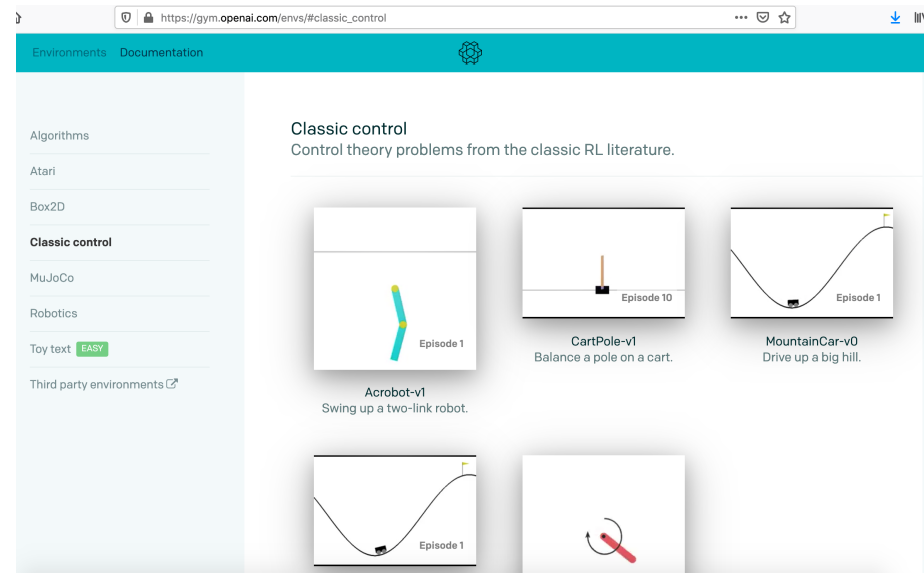 https://gym.openai.com/envs/#classic_control
Environments Documentation
Algorithms
Atari
Box2D
Classic control
MuJoCo
Robotics
Toy text EASY
Third party environments
Classic control
Control theory problems from the classic RL literature.
Episode 1
Acrobot-v1
Swing up a two-link robot.
Episode 10
CartPole-v1
Balance a pole on a cart.
Episode 1
MountainCar-v0
Drive up a big hill.
Episode 1